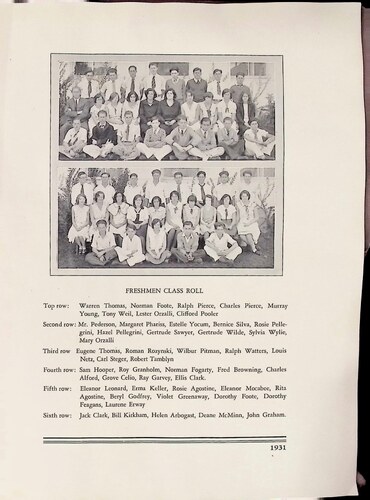 FRESHMEN CLASS ROLL
Top row: Warren Thomas, Norman Foote, Ralph Pierce, Charles Pierce, Murray
Young, Tony Weil, Lester Orzalli, Clifford Pooler
Second row: Mr. Pederson, Margaret Phariss, Estelle Yocum, Bernice Silva, Rosie Pelle-
grini, Hazel Pellegrini, Gertrude Sawyer, Gertrude Wilde, Sylvia Wylie,
Mary Orzalli
Third row Eugene Thomas, Roman Rozynski, Wilbur Pitman, Ralph Watters, Louis
Netz, Carl Steger, Robert Tamblyn
Fourth row: Sam Hooper, Roy Granholm, Norman Fogarty, Fred Browning, Charles
Alford, Grove Celio, Ray Garvey, Ellis Clark.
Fifth row: Eleanor Leonard, Erma Keller, Rosie Agostine, Eleanor Mocabee, Rita
Agostine, Beryl Godfrey, Violet Greenway, Dorothy Foote, Dorothy
Feagans, Laurene Erway
Sixth row: Jack Clark, Bill Kirkham, Helen Arbogast, Deane McMinn, John Graham.
1931